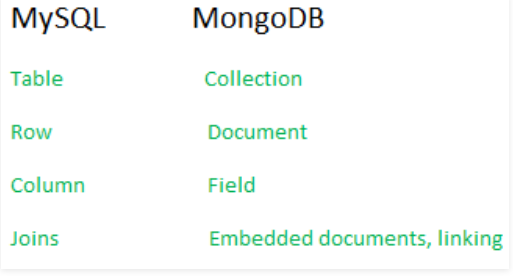 MySQL MongoDB
Table Collection
Row Document
Column Field
Joins Embedded documents, linking